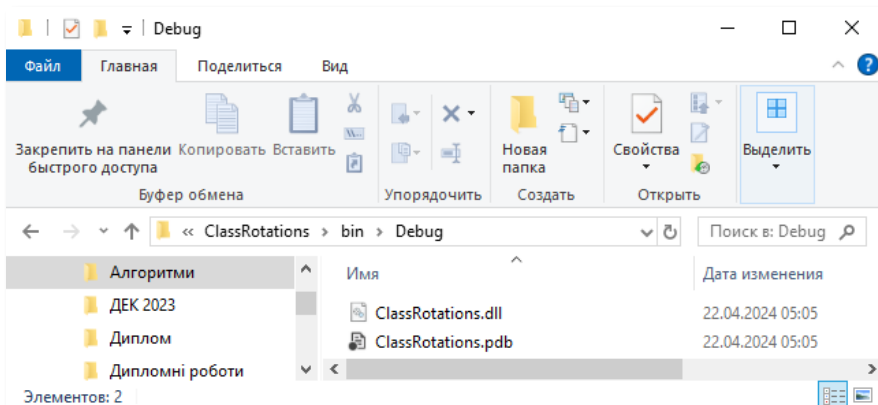 Debug
Файл Главная Поделиться Вид
Закрепить на панели быстрого доступа
Копировать
Вставить
Новая папка
Свойства
Выделить
Буфер обмена Упорядочить Создать Открыть
« ClassRotations › bin › Debug Поиск в: Debug
Алгоритми
ДЕК 2023
Диплом
Дипломні роботи
Имя Дата изменения
ClassRotations.dll 22.04.2024 05:05
ClassRotations.pdb 22.04.2024 05:05
Элементов: 2